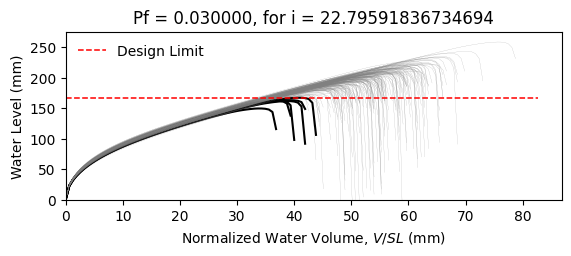 Pf = 0.030000, for i = 22.79591836734694
Design Limit
Water Level (mm)
250
200
150
100
50
0
0 10 20 30 40 50 60 70 80
Normalized Water Volume, V/SL (mm)